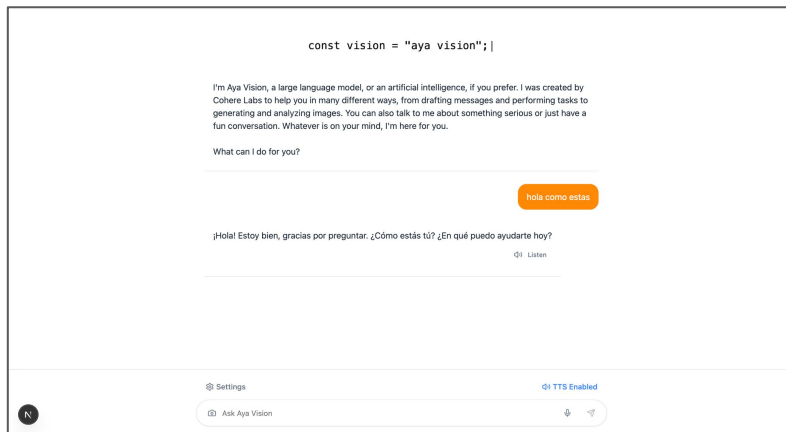 const vision = "aya vision";|
I'm Aya Vision, a large language model, or an artificial intelligence, if you prefer. I was created by
Cohere Labs to help you in many different ways, from drafting messages and performing tasks to
generating and analyzing images. You can also talk to me about something serious or just have a
fun conversation. Whatever is on your mind, I'm here for you.
What can I do for you?
hola como estas
¡Hola! Estoy bien, gracias por preguntar. ¿Cómo estás tú? ¿En qué puedo ayudarte hoy?
Listen
Settings
TTS Enabled
N
Ask Aya Vision